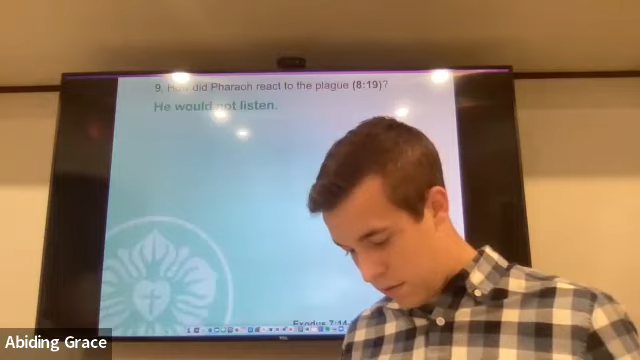 9. How did Pharaoh react to the plague (8:19)?
He would not listen.
Exodus 7:14
Abiding Grace